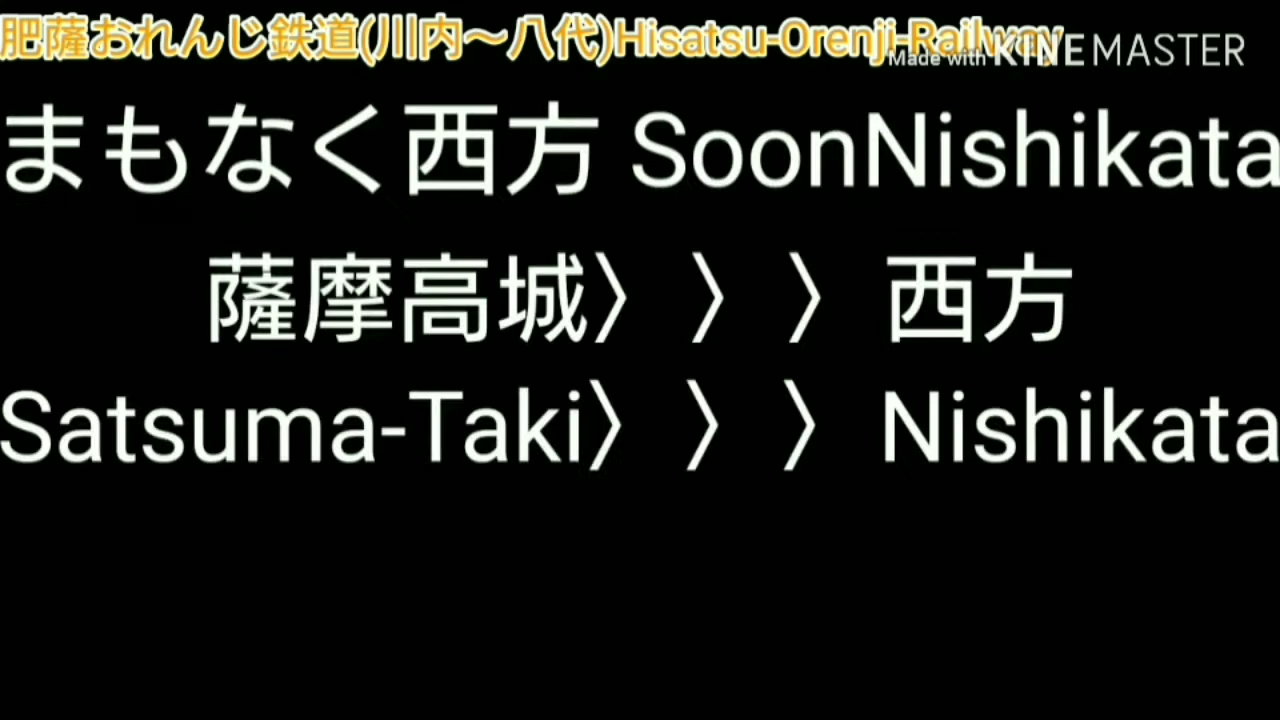 肥薩おれんじ鉄道(川内～八代)Hisatsu-Orenji-Railway
Made with KINEMASTER
まもなく西方 SoonNishikata
薩摩高城〉〉〉西方
Satsuma-Taki〉〉〉Nishikata